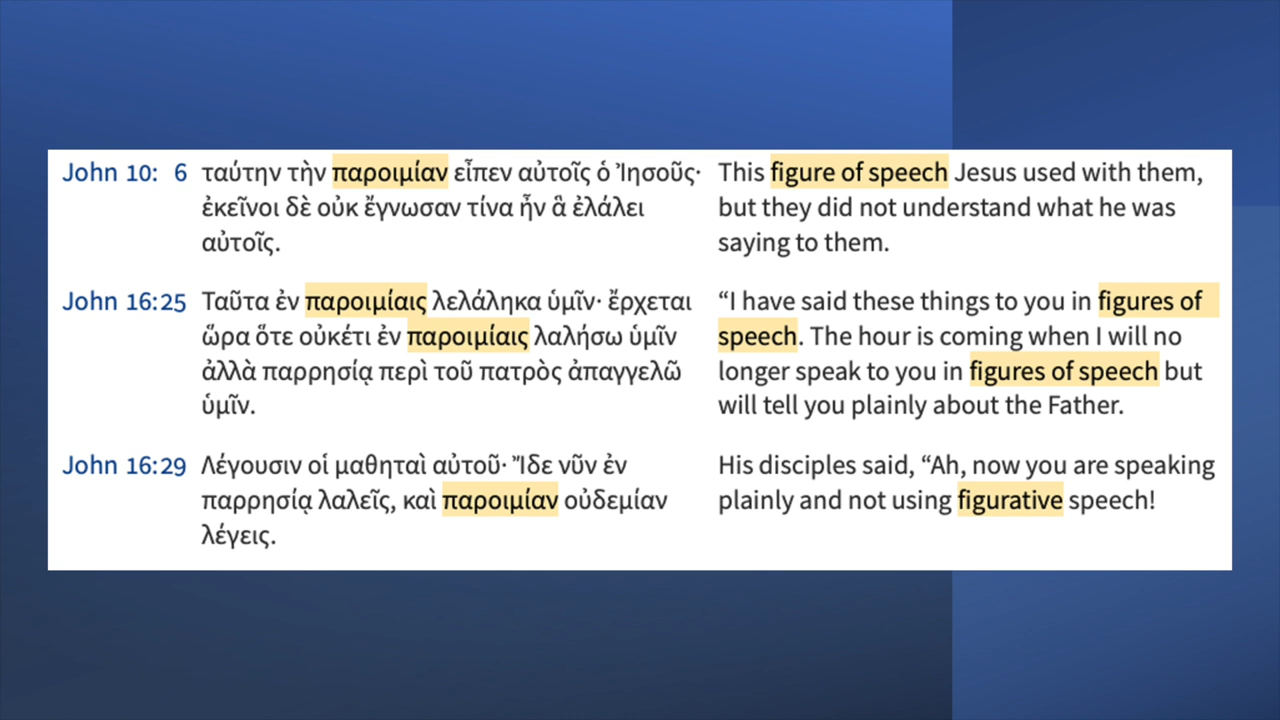 John 10: 6 ταύτην τὴν παροιμίαν εἶπεν αὐτοῖς ὁ Ἰησοῦς· This figure of speech Jesus used with them,
ἐκεῖνοι δὲ οὐκ ἔγνωσαν τίνα ἦν ἃ ἐλάλει but they did not understand what he was
αὐτοῖς. saying to them.
John 16:25 Ταῦτα ἐν παροιμίαις λελάληκα ὑμῖν· ἔρχεται “I have said these things to you in figures of
ὥρα ὅτε οὐκέτι ἐν παροιμίαις λαλήσω ὑμῖν speech. The hour is coming when I will no
ἀλλὰ παρρησίᾳ περὶ τοῦ πατρὸς ἀπαγγελῶ longer speak to you in figures of speech but
ὑμῖν. will tell you plainly about the Father.
John 16:29 Λέγουσιν οἱ μαθηταὶ αὐτοῦ· Ἴδε νῦν ἐν His disciples said, “Ah, now you are speaking
παρρησίᾳ λαλεῖς, καὶ παροιμίαν οὐδεμίαν plainly and not using figurative speech!
λέγεις.